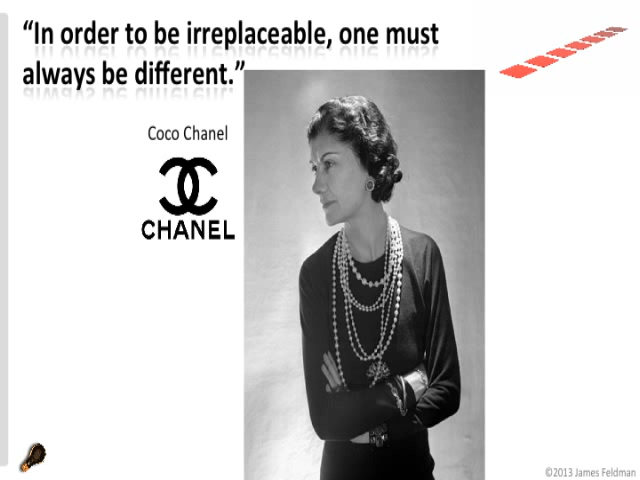 “In order to be irreplaceable, one must
always be different.”
Coco Chanel
CHANEL
©2013 James Feldman